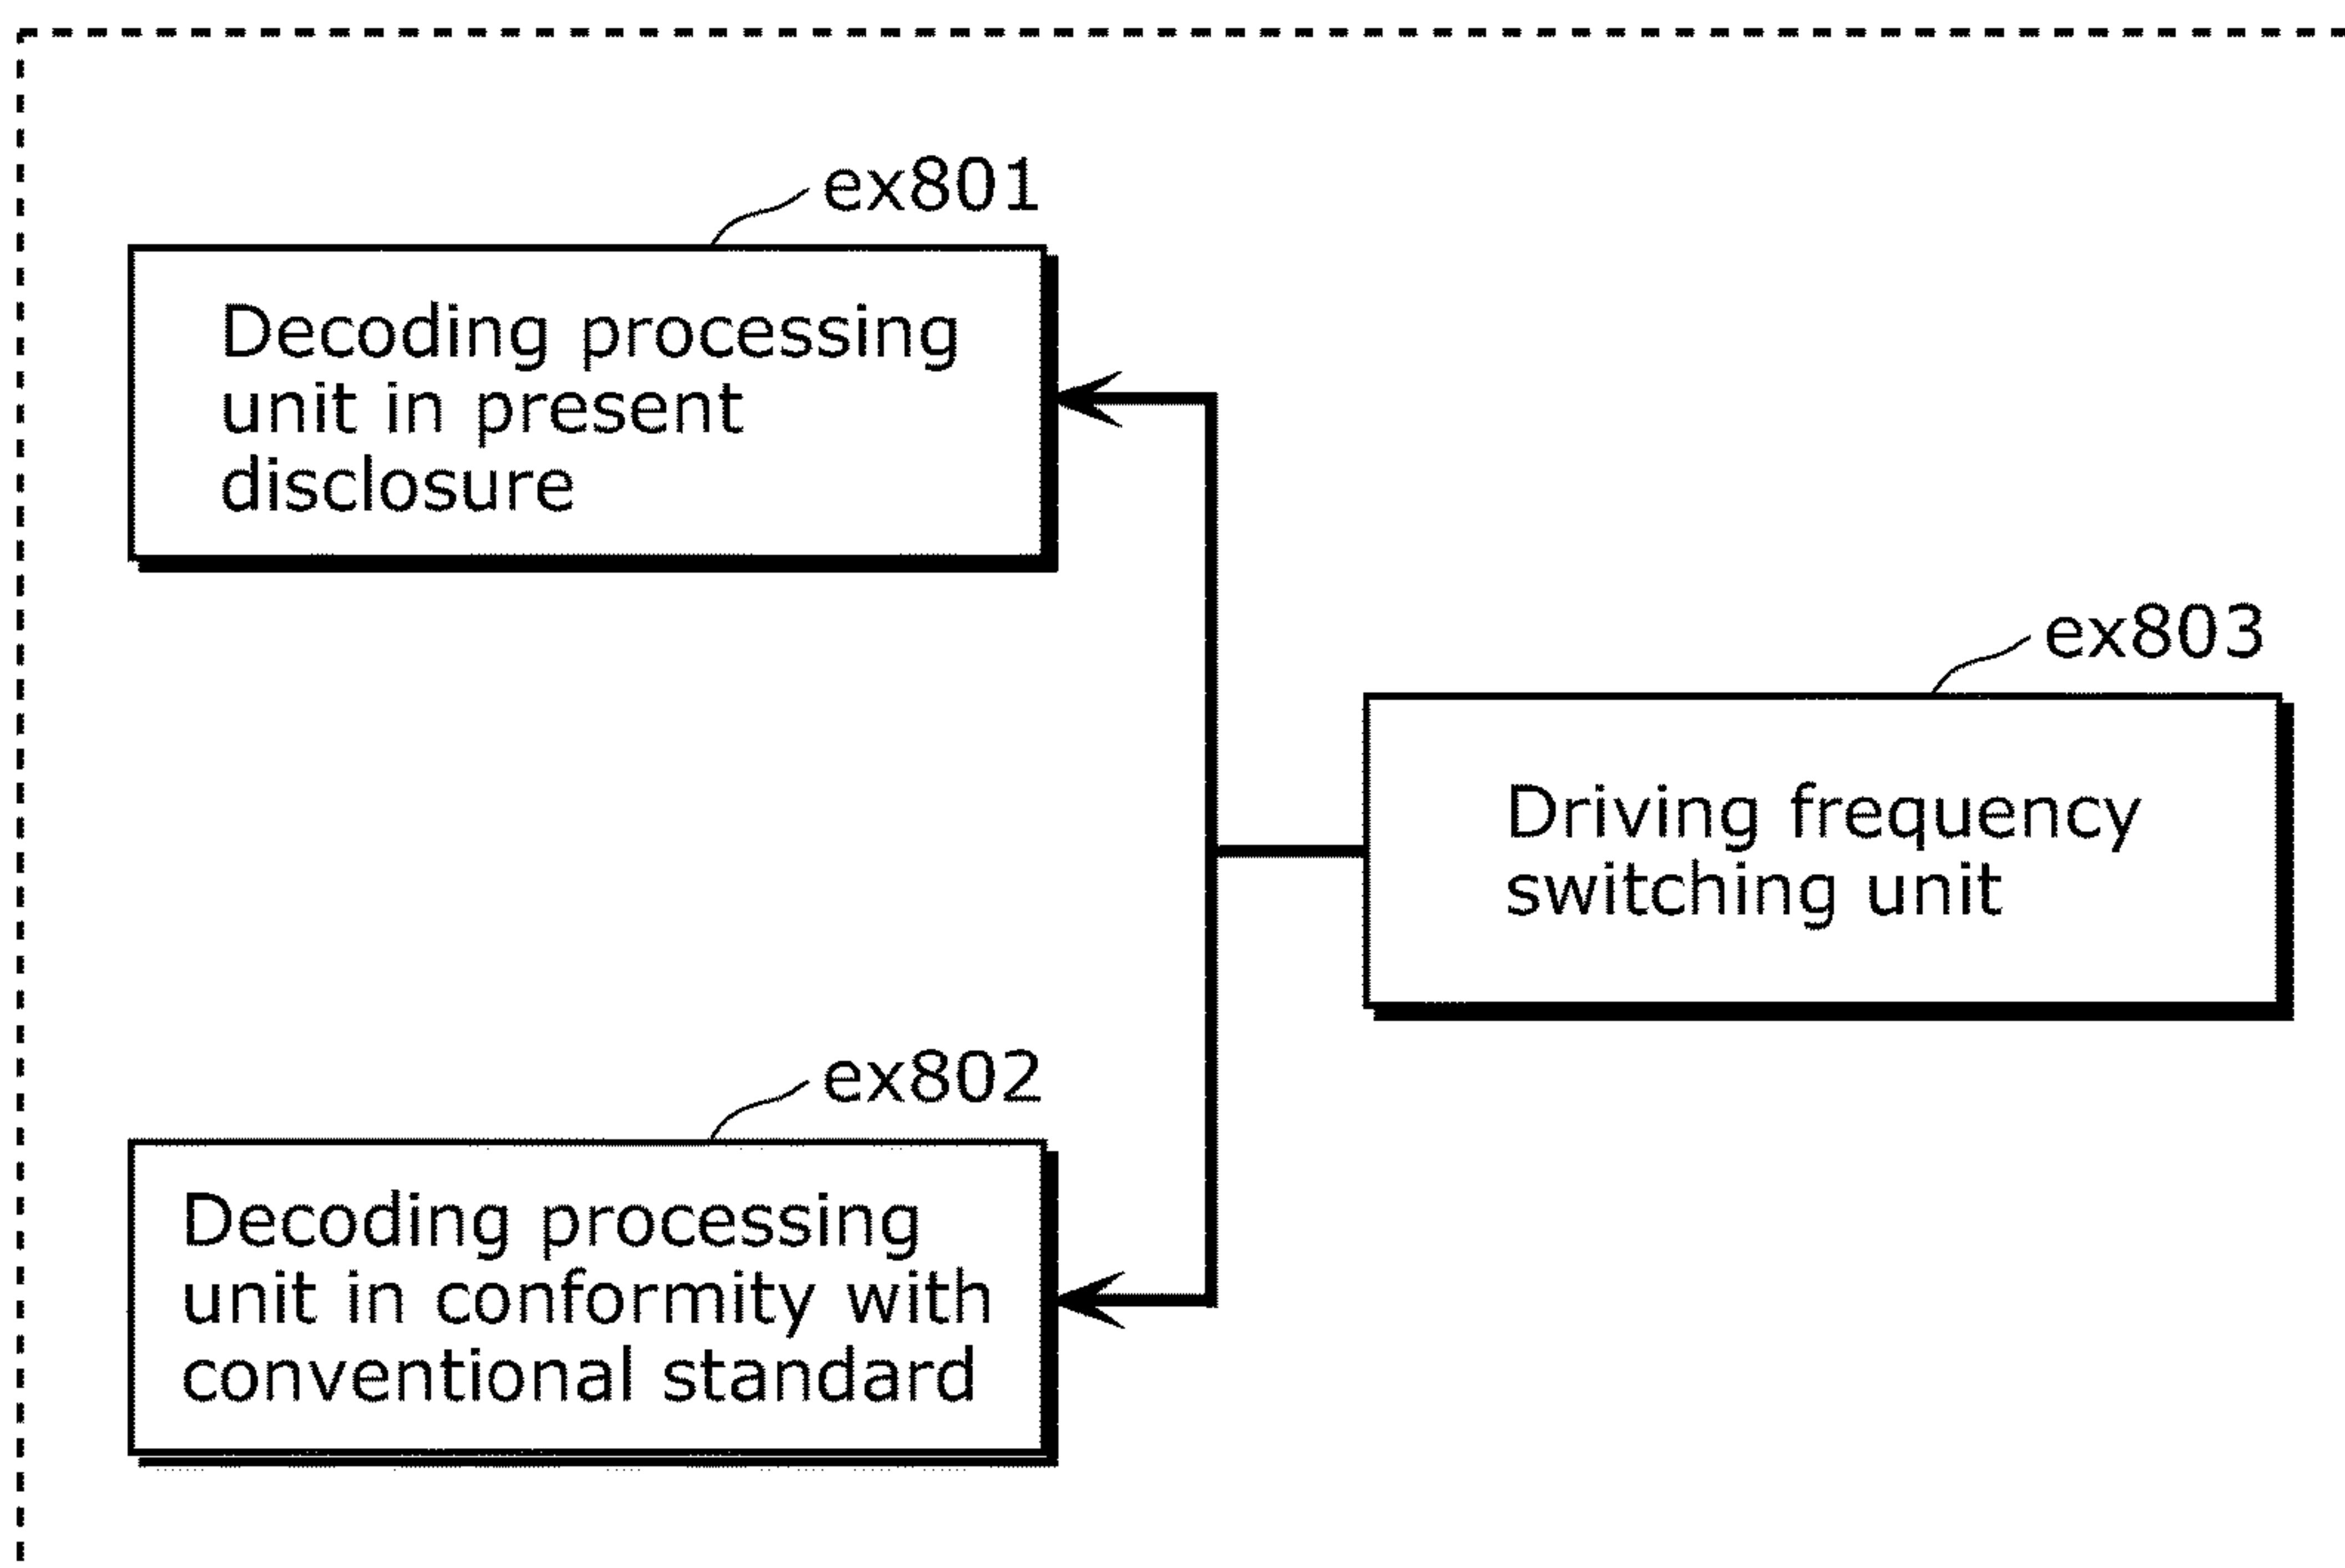 ex801
Decoding processing
unit in present
disclosure
ex803
Driving frequency
switching unit
ex802
Decoding processing
unit in conformity with
conventional standard